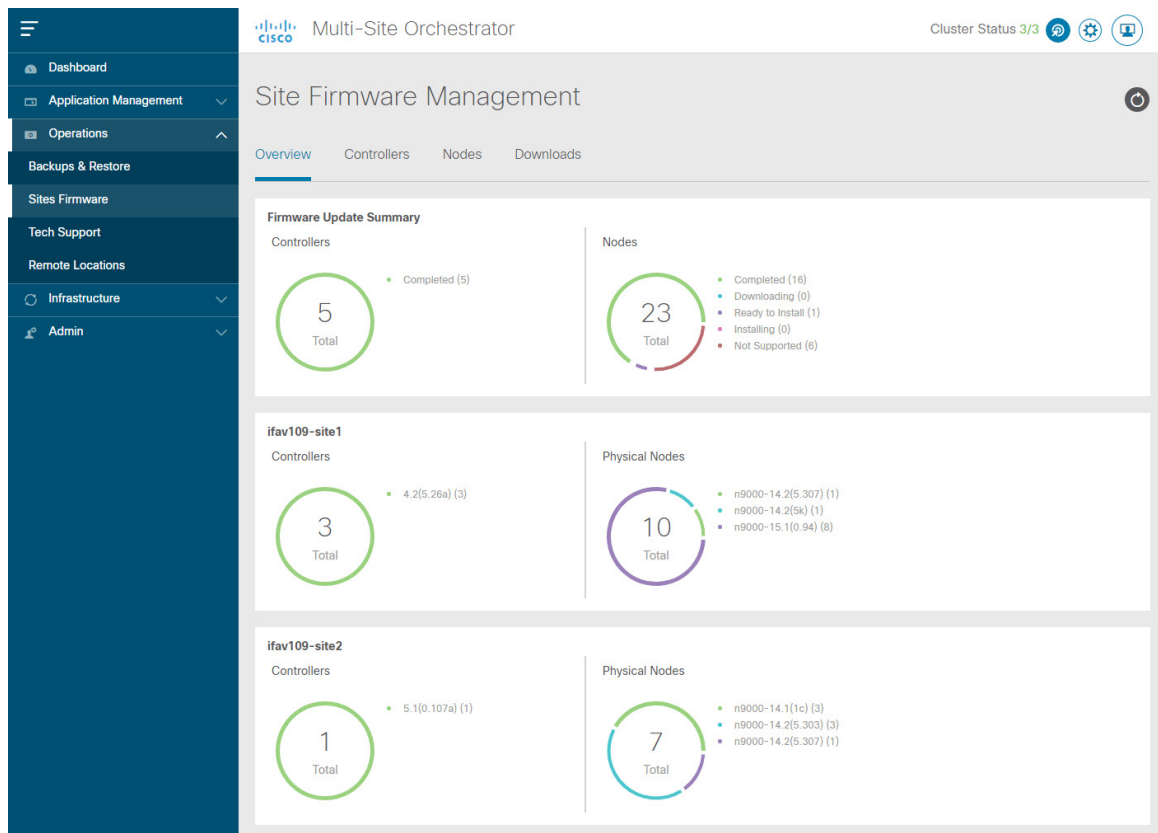 CISCO
Multi-Site Orchestrator
Cluster Status 3/3
Dashboard
Application Management
Operations
Backups & Restore
Sites Firmware
Tech Support
Remote Locations
Infrastructure
Admin
Site Firmware Management
Overview Controllers Nodes Downloads
Firmware Update Summary
Controllers
5
Total
Completed (5)
Nodes
23
Total
Completed (16)
Downloading (0)
Ready to Install (1)
Installing (0)
Not Supported (6)
ifav109-site1
Controllers
3
Total
4.2(5.26a) (3)
Physical Nodes
10
Total
n9000-14.2(5.307) (1)
n9000-14.2(5k) (1)
n9000-15.1(0.94) (8)
ifav109-site2
Controllers
1
Total
5.1(0.107a) (1)
Physical Nodes
7
Total
n9000-14.1(1c) (3)
n9000-14.2(5.303) (3)
n9000-14.2(5.307) (1)